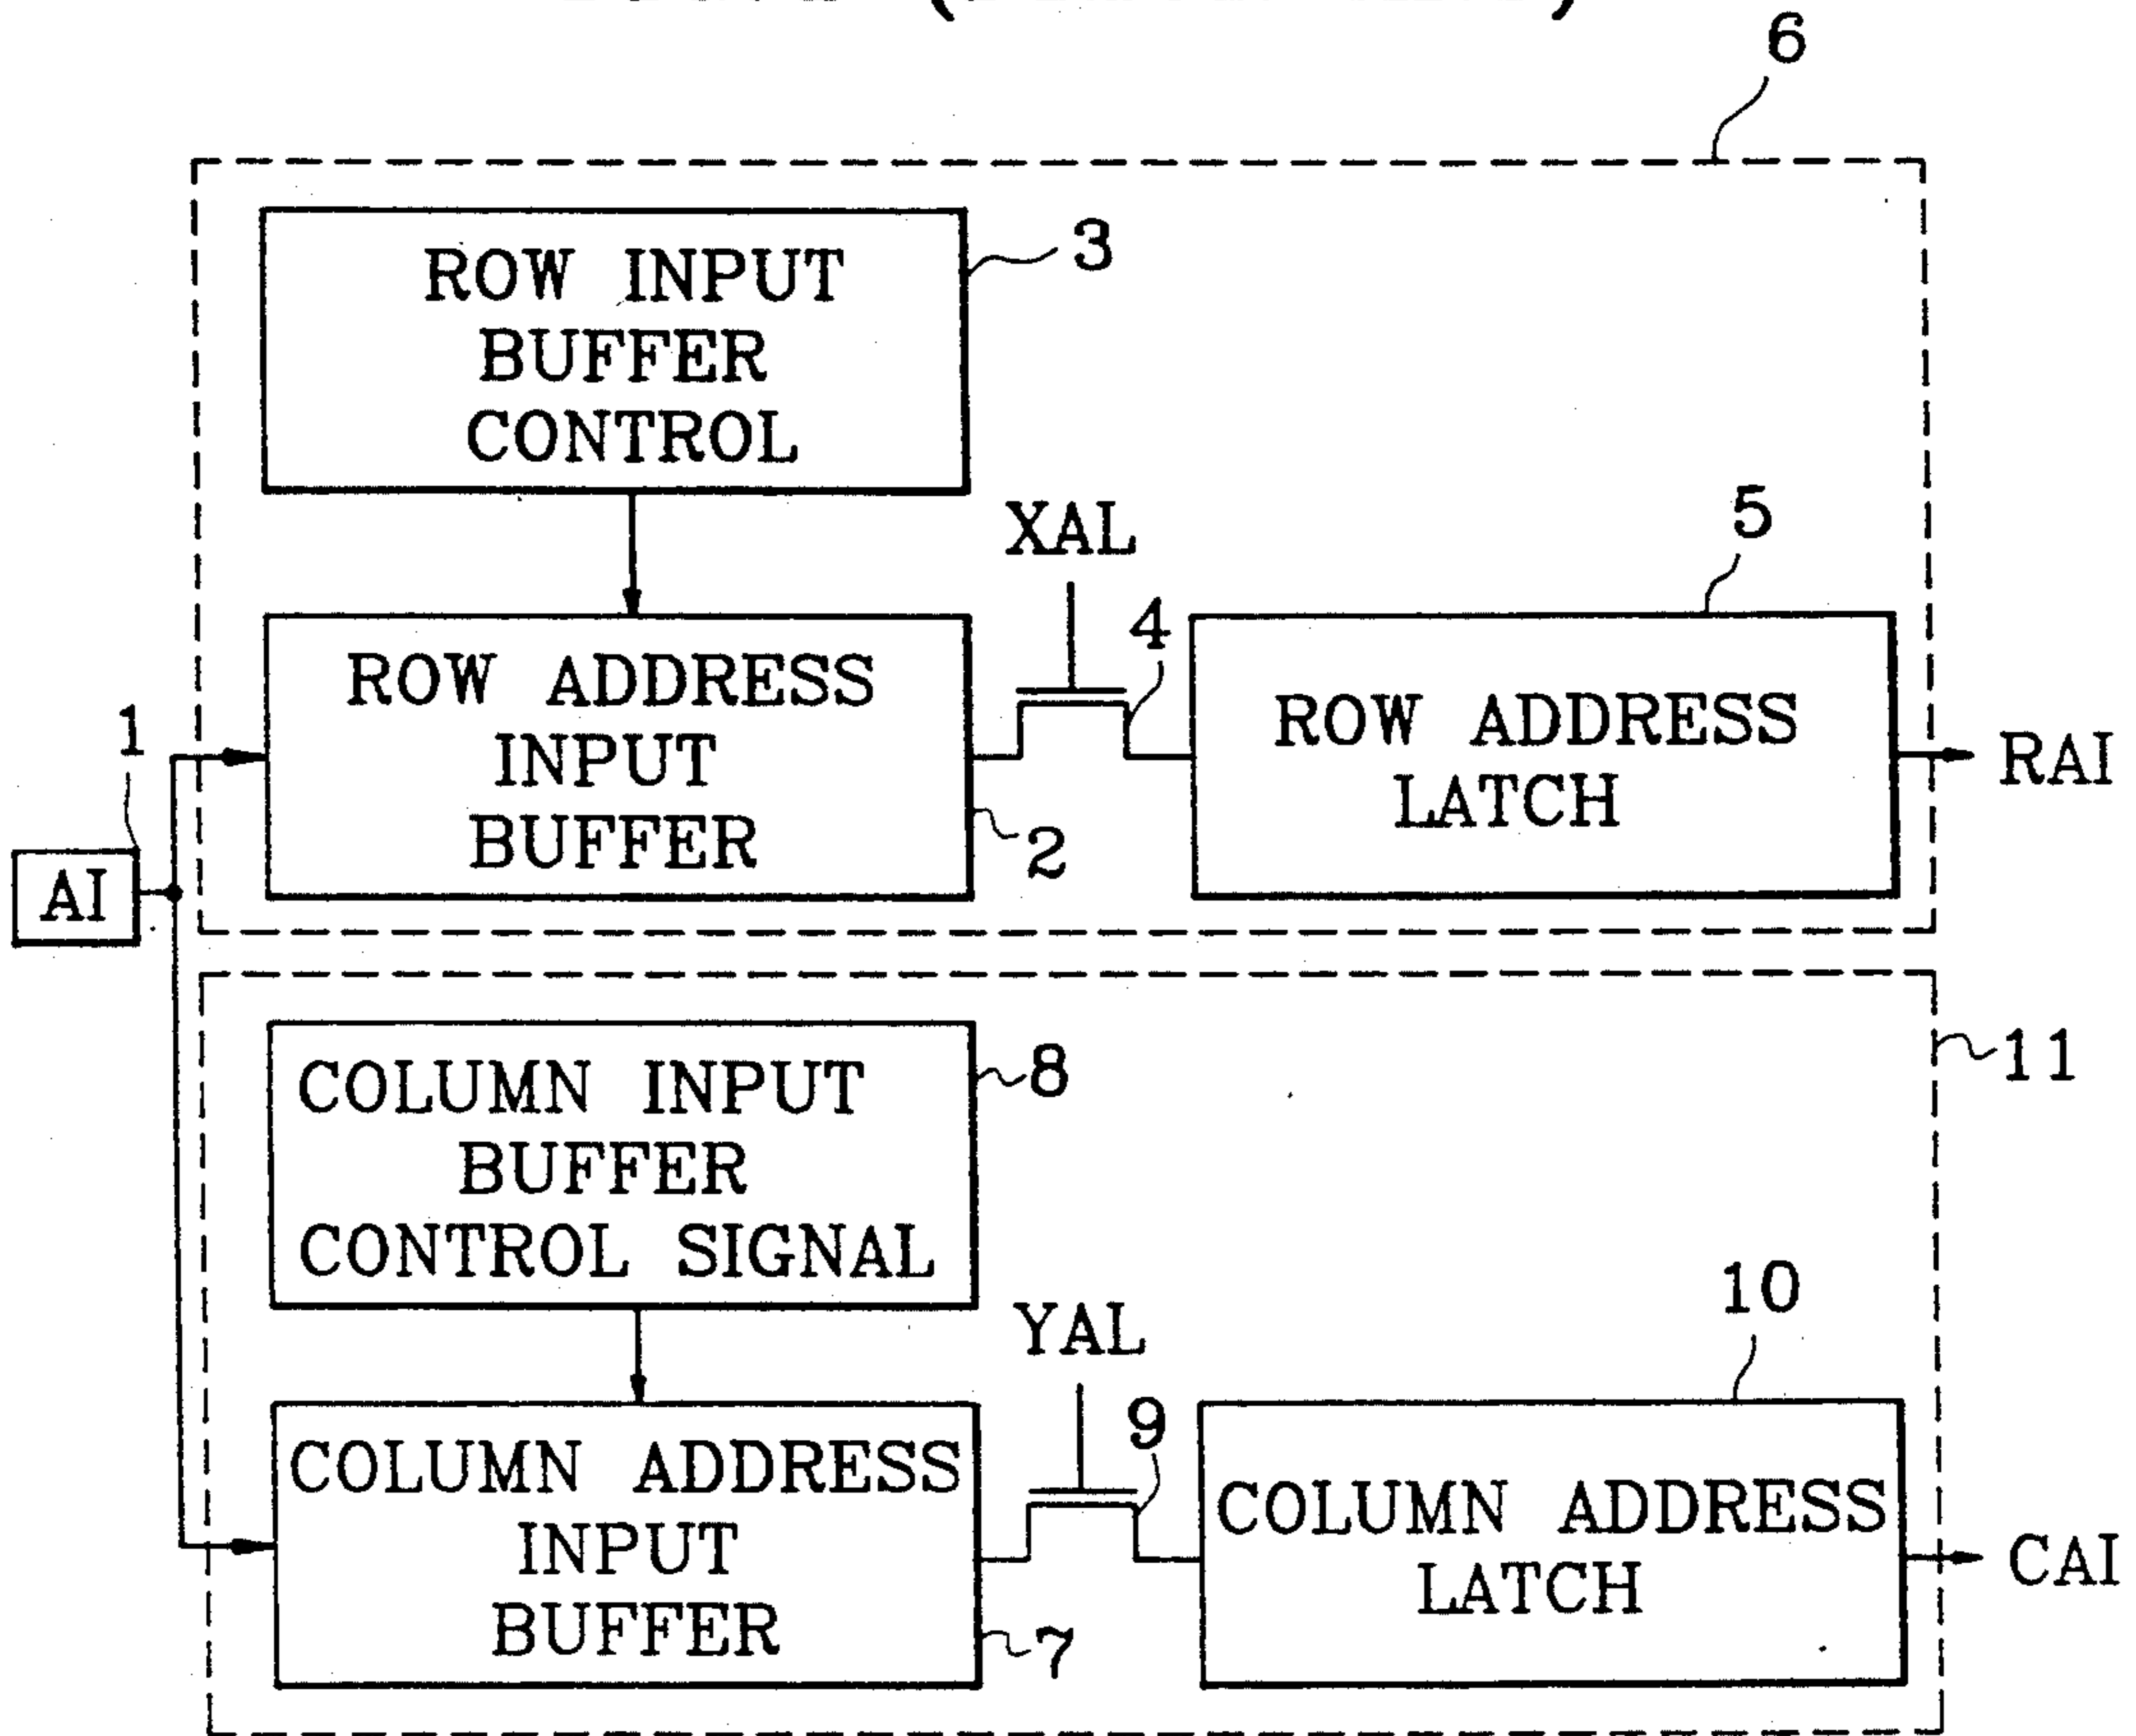 6
ROW INPUT
BUFFER
CONTROL
3
XAL
4
5
ROW ADDRESS
INPUT
BUFFER
2
ROW ADDRESS
LATCH
RAI
1
AI
COLUMN INPUT
BUFFER
CONTROL SIGNAL
8
11
YAL
9
10
COLUMN ADDRESS
INPUT
BUFFER
7
COLUMN ADDRESS
LATCH
CAI